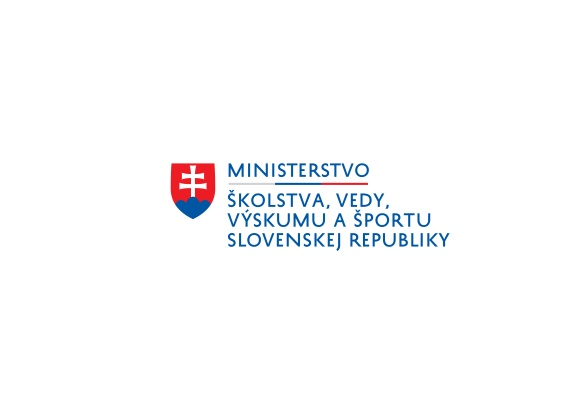 MINISTERSTVO
ŠKOLSTVA, VEDY,
VÝSKUMU A ŠPORTU
SLOVENSKEJ REPUBLIKY